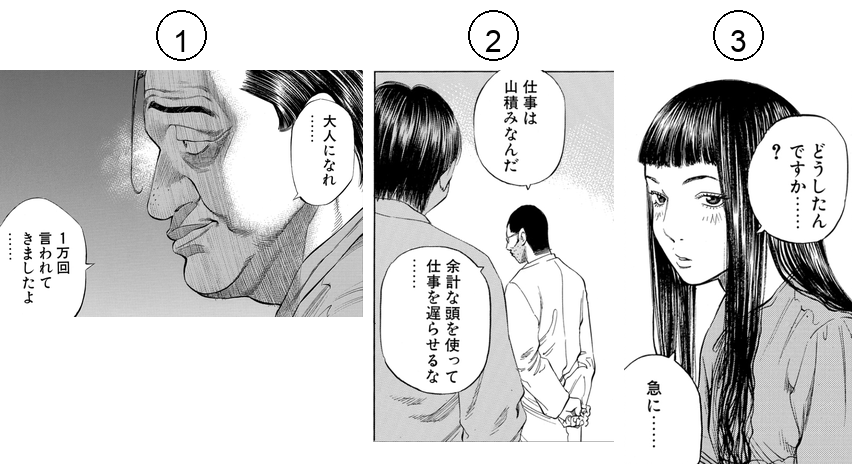 1
大人になれ
……
1万回
言われて
きましたよ
……
2
仕事は
山積みなんだ
余計な頭を使って
仕事を遅らせるな
……
3
どうしたん
ですか……
？
急に……